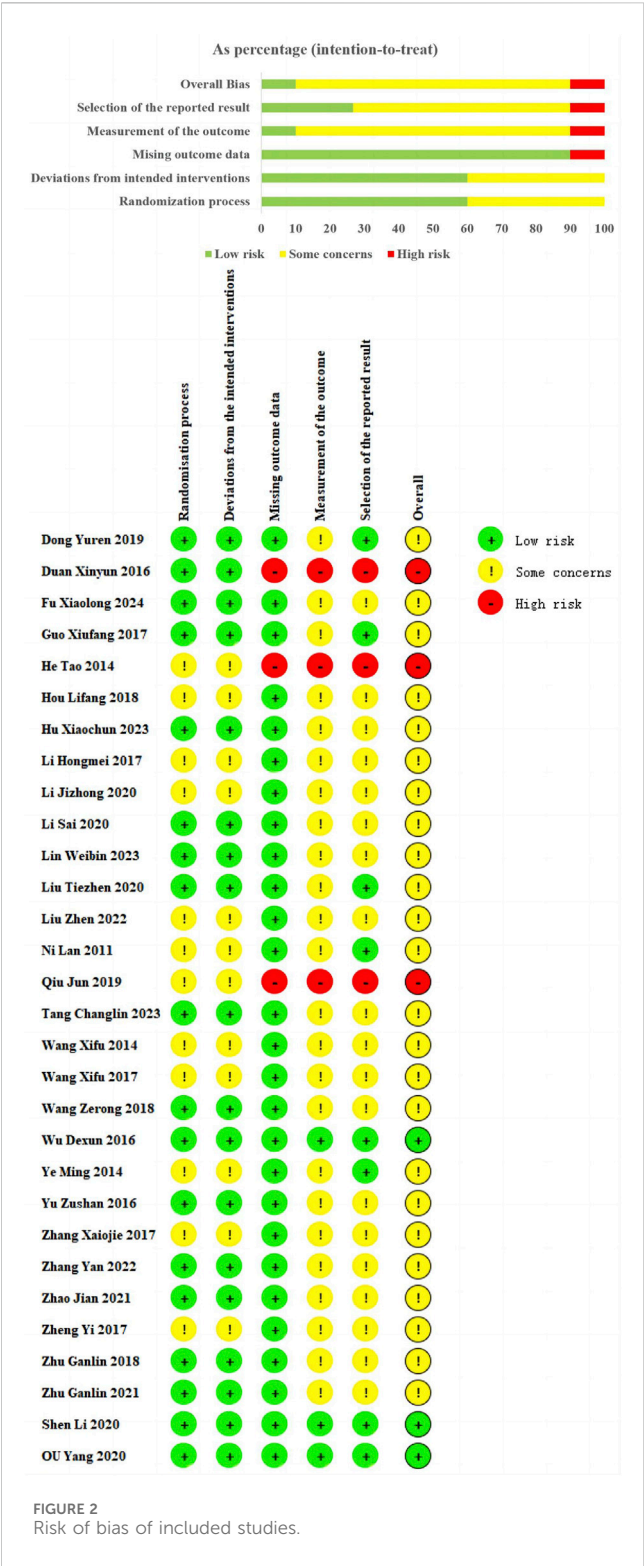 As percentage (intention-to-treat)
Overall Bias
Selection of the reported result
Measurement of the outcome
Mising outcome data
Deviations from intended interventions
Randomization process
0 10 20 30 40 50 60 70 80 90 100
Low risk Some concerns High risk
Randomisation process
Deviations from the intended interventions
Missing outcome data
Measurement of the outcome
Selection of the reported result
Overall
Dong Yuren 2019 + + + ! + !
Duan Xinyun 2016 + + - - - -
Fu Xiaolong 2024 + + + ! ! !
Guo Xiufang 2017 + + + ! + !
He Tao 2014 ! ! - - - -
Hou Lifang 2018 ! ! + ! ! !
Hu Xiaochun 2023 + + + ! ! !
Li Hongmei 2017 ! ! + ! ! !
Li Jizhong 2020 ! ! + ! ! !
Li Sai 2020 + + + ! ! !
Lin Weibin 2023 + + + ! ! !
Liu Tiezhen 2020 + + + ! + !
Liu Zhen 2022 ! ! + ! ! !
Ni Lan 2011 ! ! + ! + !
Qiu Jun 2019 ! ! - - - -
Tang Changlin 2023 + + + ! ! !
Wang Xifu 2014 ! ! + ! ! !
Wang Xifu 2017 ! ! + ! ! !
Wang Zerong 2018 + + + ! ! !
Wu Dexun 2016 + + + + + +
Ye Ming 2014 ! ! + ! + !
Yu Zushan 2016 + + + ! ! !
Zhang Xaiojie 2017 ! ! + ! ! !
Zhang Yan 2022 + + + ! ! !
Zhao Jian 2021 + + + ! ! !
Zheng Yi 2017 ! ! + ! ! !
Zhu Ganlin 2018 + + + ! ! !
Zhu Ganlin 2021 + + + ! ! !
Shen Li 2020 + + + + + +
OU Yang 2020 + + + + + +
+ Low risk
! Some concerns
- High risk
FIGURE 2
Risk of bias of included studies.